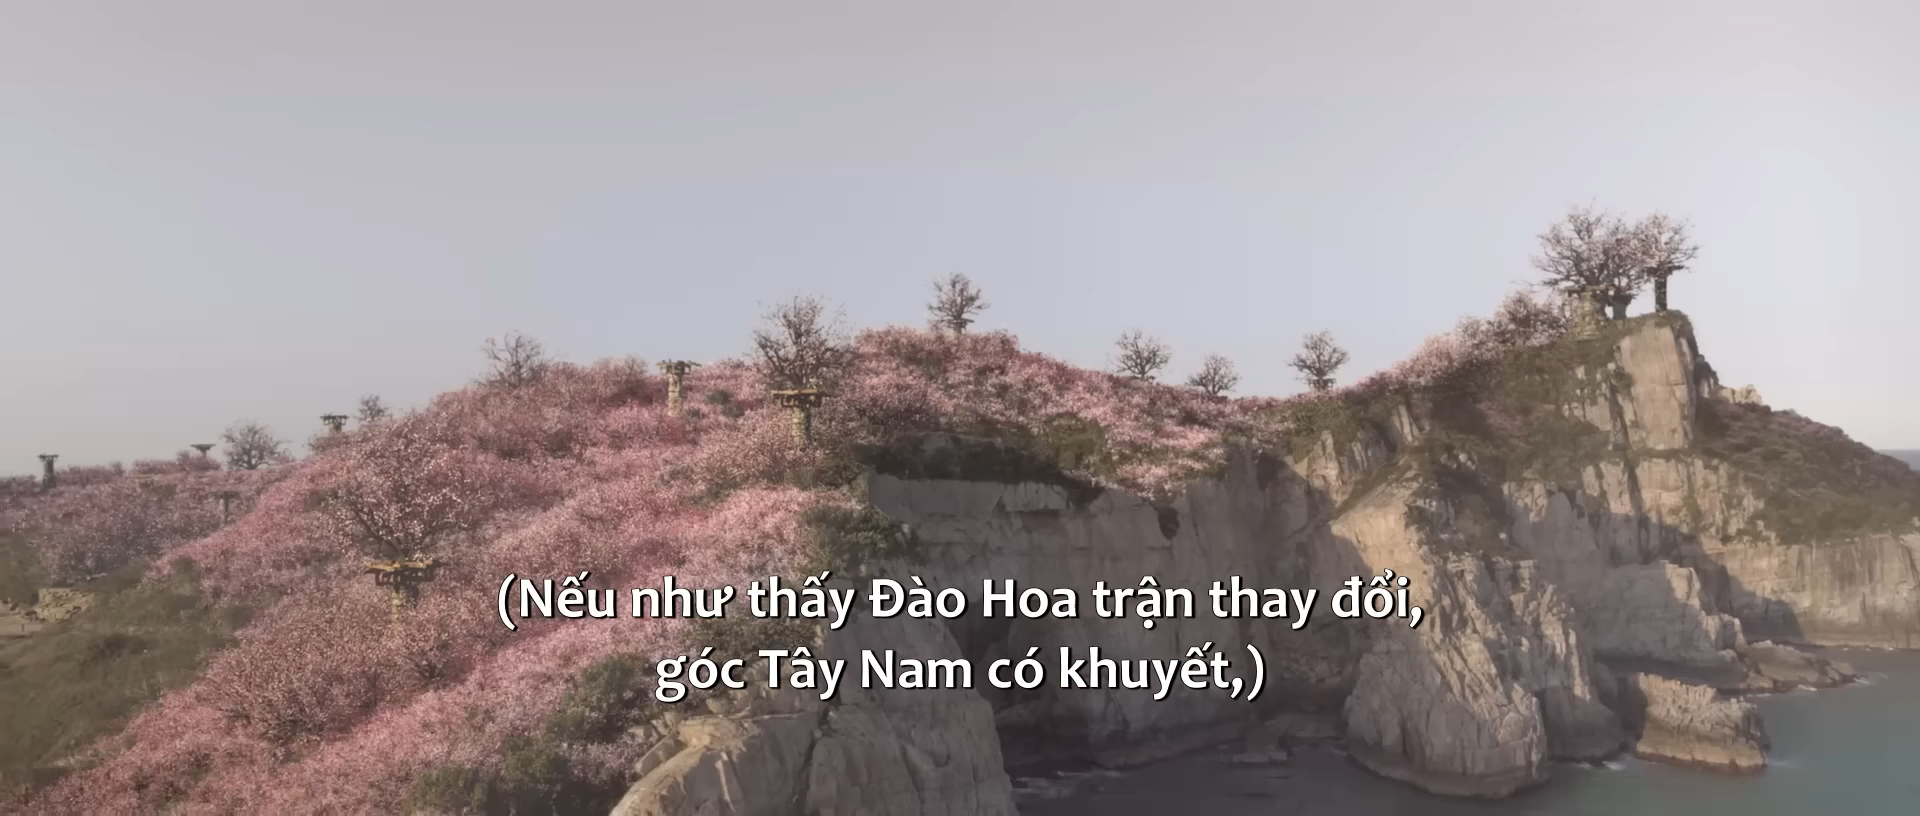 (Nếu như thấy Đào Hoa trận thay đổi,
góc Tây Nam có khuyết,)